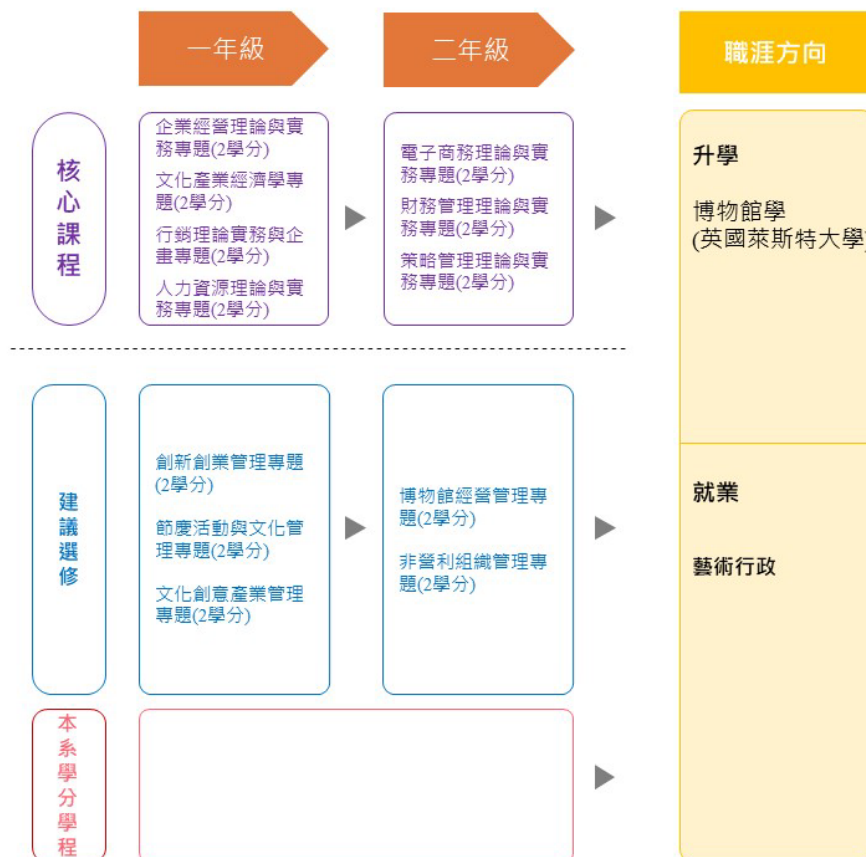 一年級
二年級
職涯方向
核
心
課
程
企業經營理論與實
務專題(2學分)
文化產業經濟學專
題(2學分)
行銷理論實務與企
畫專題(2學分)
人力資源理論與實
務專題(2學分)
電子商務理論與實
務專題(2學分)
財務管理理論與實
務專題(2學分)
策略管理理論與實
務專題(2學分)
升學
博物館學
(英國萊斯特大學)
建
議
選
修
創新創業管理專題
(2學分)
節慶活動與文化管
理專題(2學分)
文化創意產業管理
專題(2學分)
博物館經營管理專
題(2學分)
非營利組織管理專
題(2學分)
就業
藝術行政
本
系
學
分
學
程